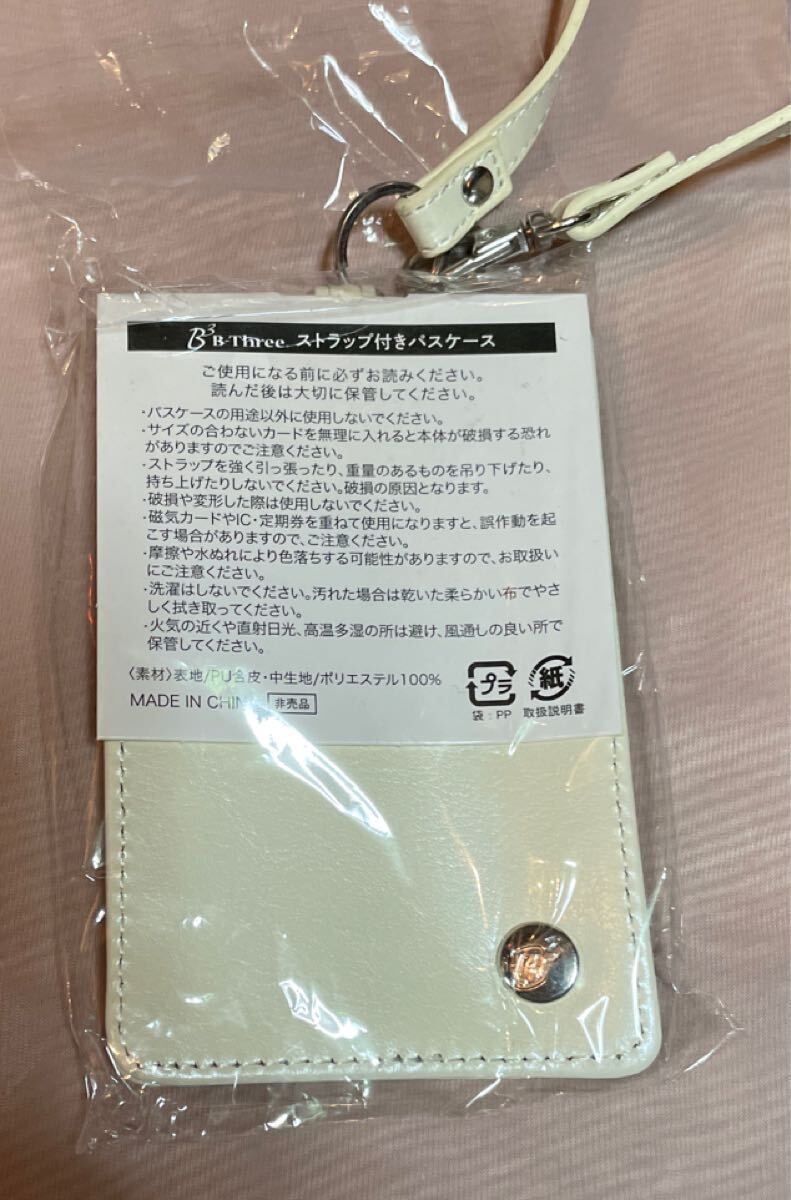 B³ B-Three ストラップ付きパスケース
ご使用になる前に必ずお読みください。
読んだ後は大切に保管してください。
・パスケースの用途以外に使用しないでください。
・サイズの合わないカードを無理に入れると本体が破損する恐れ
がありますのでご注意ください。
・ストラップを強く引っ張ったり、重量のあるものを吊り下げたり、
持ち上げたりしないでください。破損の原因となります。
・破損や変形した際は使用しないでください。
・磁気カードやIC・定期券を重ねて使用になりますと、誤作動を起
こす場合がありますので、ご注意ください。
・摩擦や水ぬれにより色落ちする可能性がありますので、お取扱い
にご注意ください。
・洗濯はしないでください。汚れた場合は乾いた柔らかい布でやさ
しく拭き取ってください。
・火気の近くや直射日光、高温多湿の所は避け、風通しの良い所で
保管してください。
〈素材〉表地/PU合皮・中生地/ポリエステル100%
MADE IN CHINA 非売品
プラ 紙
袋:PP 取扱説明書